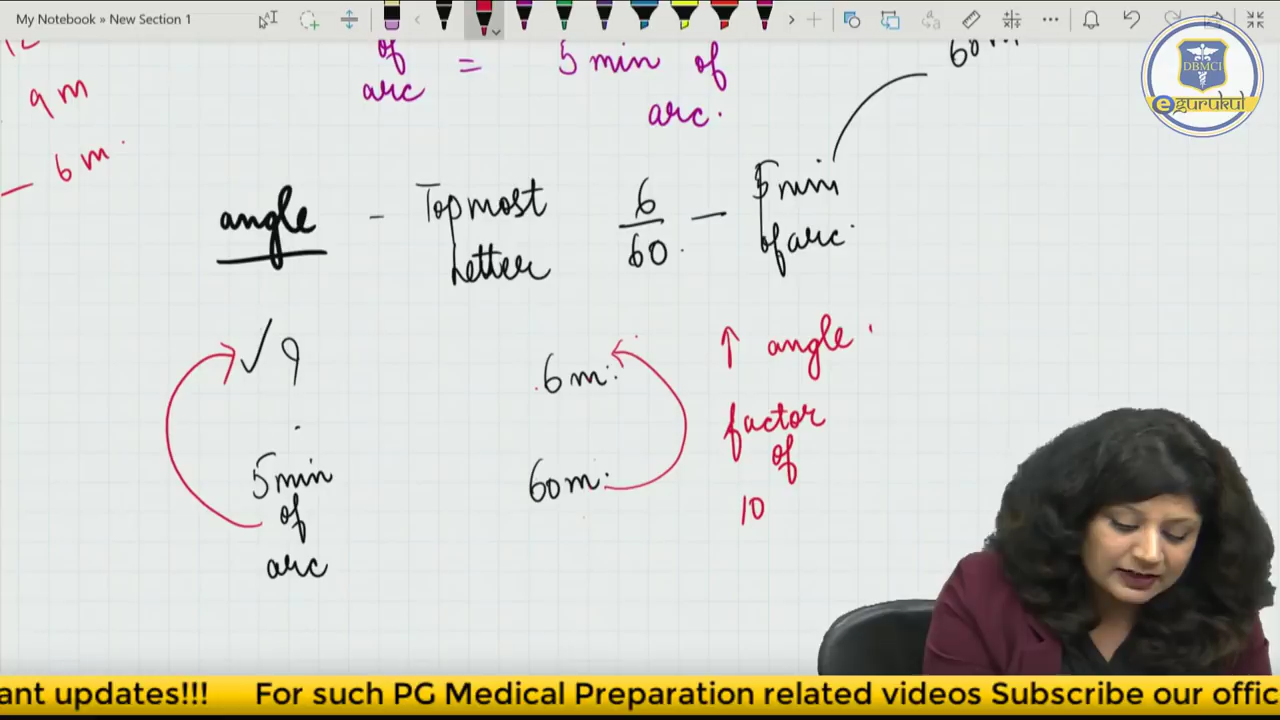 My Notebook » New Section 1
9 m
— 6 m.
of
arc = 5 min of
arc.
60 m
DBMCI
egurukul
angle - Topmost Letter 6/60 - 5 min of arc.
✓ ?
6 m.
↑ angle.
factor of 10
5 min of arc
60 m.
ant updates!!! For such PG Medical Preparation related videos Subscribe our offic